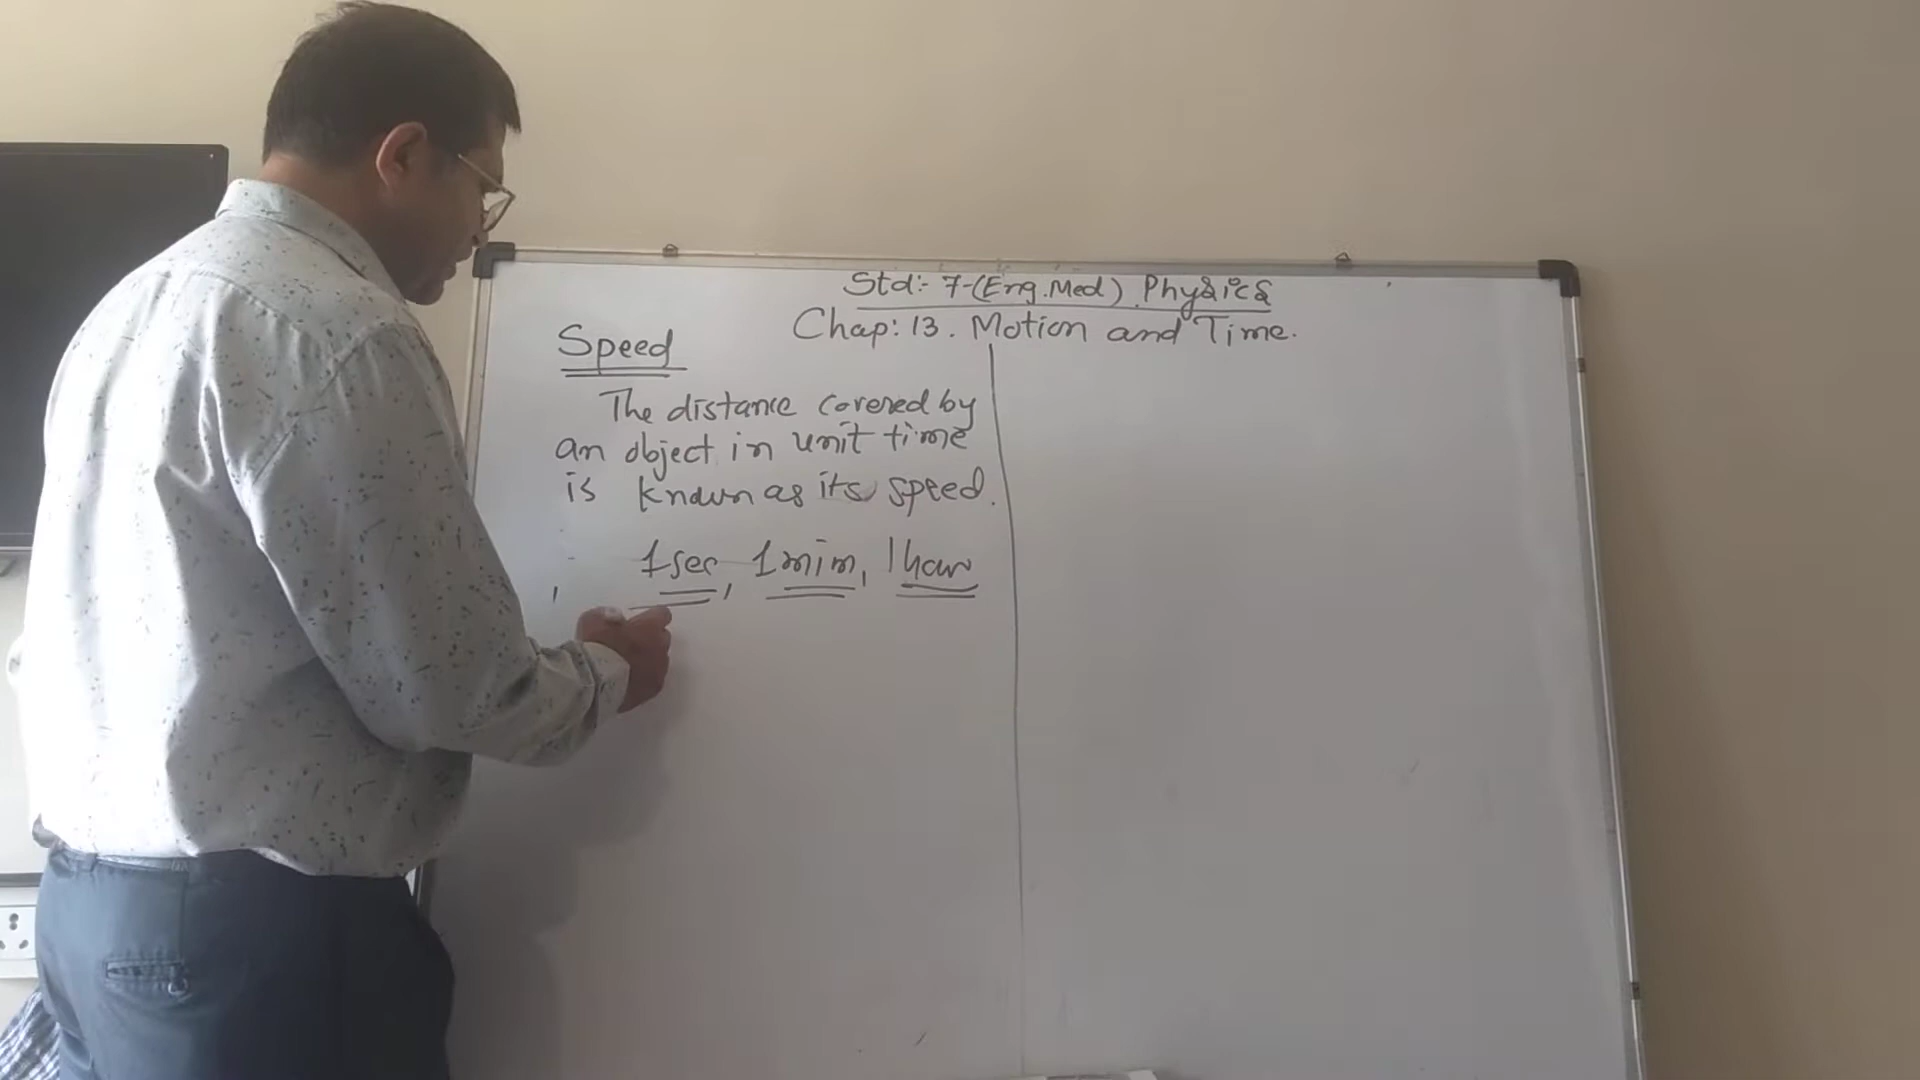 Std:- 7-(Eng.Med) Physics
Chap: 13. Motion and Time.
Speed
The distance covered by
an object in unit time
is known as its speed.
1sec, 1min, 1hour